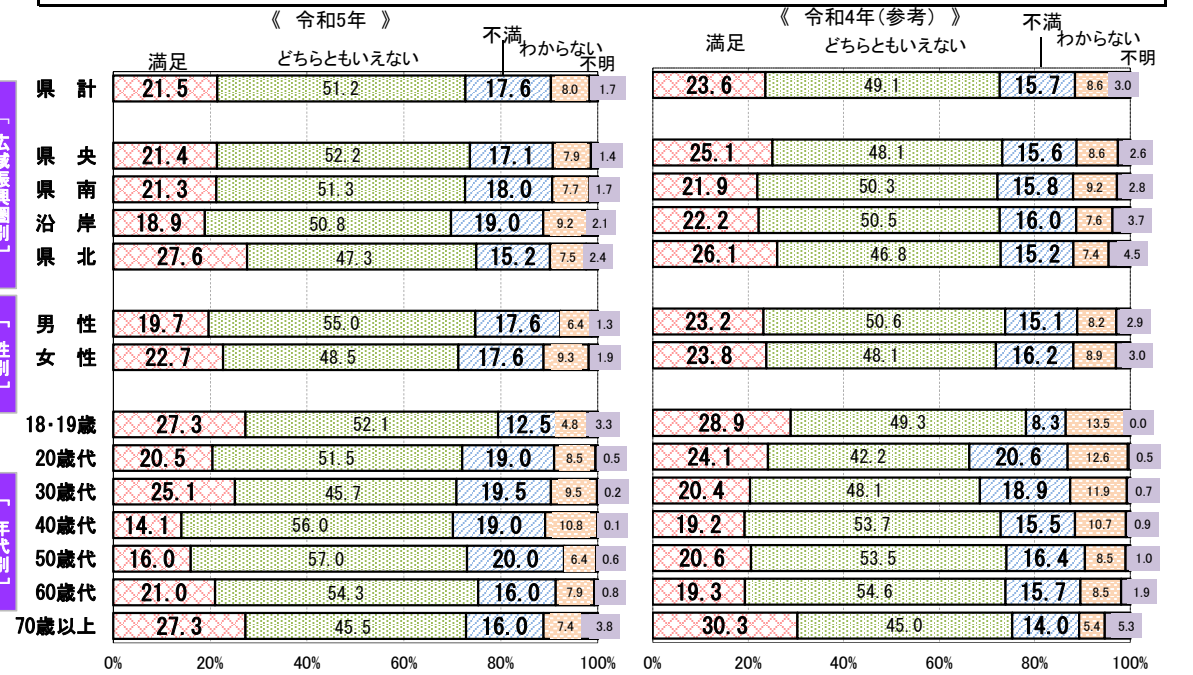 《 令和5年 》
《 令和4年(参考) 》
満足 どちらともいえない 不満 わからない 不明
満足 どちらともいえない 不満 わからない 不明
県 計 21.5 51.2 17.6 8.0 1.7 23.6 49.1 15.7 8.6 3.0
「広域振興圏別」
県 央 21.4 52.2 17.1 7.9 1.4 25.1 48.1 15.6 8.6 2.6
県 南 21.3 51.3 18.0 7.7 1.7 21.9 50.3 15.8 9.2 2.8
沿 岸 18.9 50.8 19.0 9.2 2.1 22.2 50.5 16.0 7.6 3.7
県 北 27.6 47.3 15.2 7.5 2.4 26.1 46.8 15.2 7.4 4.5
「性別」
男 性 19.7 55.0 17.6 6.4 1.3 23.2 50.6 15.1 8.2 2.9
女 性 22.7 48.5 17.6 9.3 1.9 23.8 48.1 16.2 8.9 3.0
「年代別」
18・19歳 27.3 52.1 12.5 4.8 3.3 28.9 49.3 8.3 13.5 0.0
20歳代 20.5 51.5 19.0 8.5 0.5 24.1 42.2 20.6 12.6 0.5
30歳代 25.1 45.7 19.5 9.5 0.2 20.4 48.1 18.9 11.9 0.7
40歳代 14.1 56.0 19.0 10.8 0.1 19.2 53.7 15.5 10.7 0.9
50歳代 16.0 57.0 20.0 6.4 0.6 20.6 53.5 16.4 8.5 1.0
60歳代 21.0 54.3 16.0 7.9 0.8 19.3 54.6 15.7 8.5 1.9
70歳以上 27.3 45.5 16.0 7.4 3.8 30.3 45.0 14.0 5.4 5.3
0% 20% 40% 60% 80% 100% 0% 20% 40% 60% 80% 100%